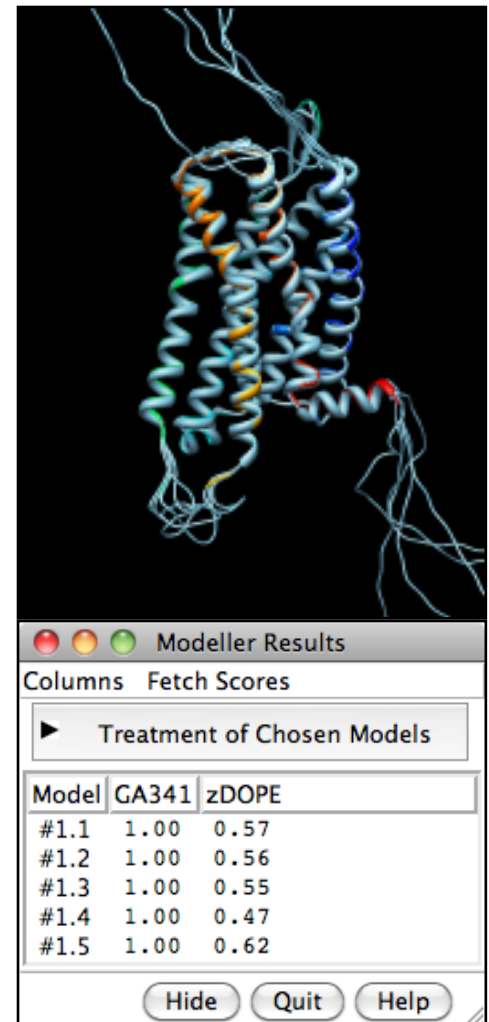 Modeller Results
Columns Fetch Scores
Treatment of Chosen Models
Model GA341 zDOPE
#1.1 1.00 0.57
#1.2 1.00 0.56
#1.3 1.00 0.55
#1.4 1.00 0.47
#1.5 1.00 0.62
Hide Quit Help